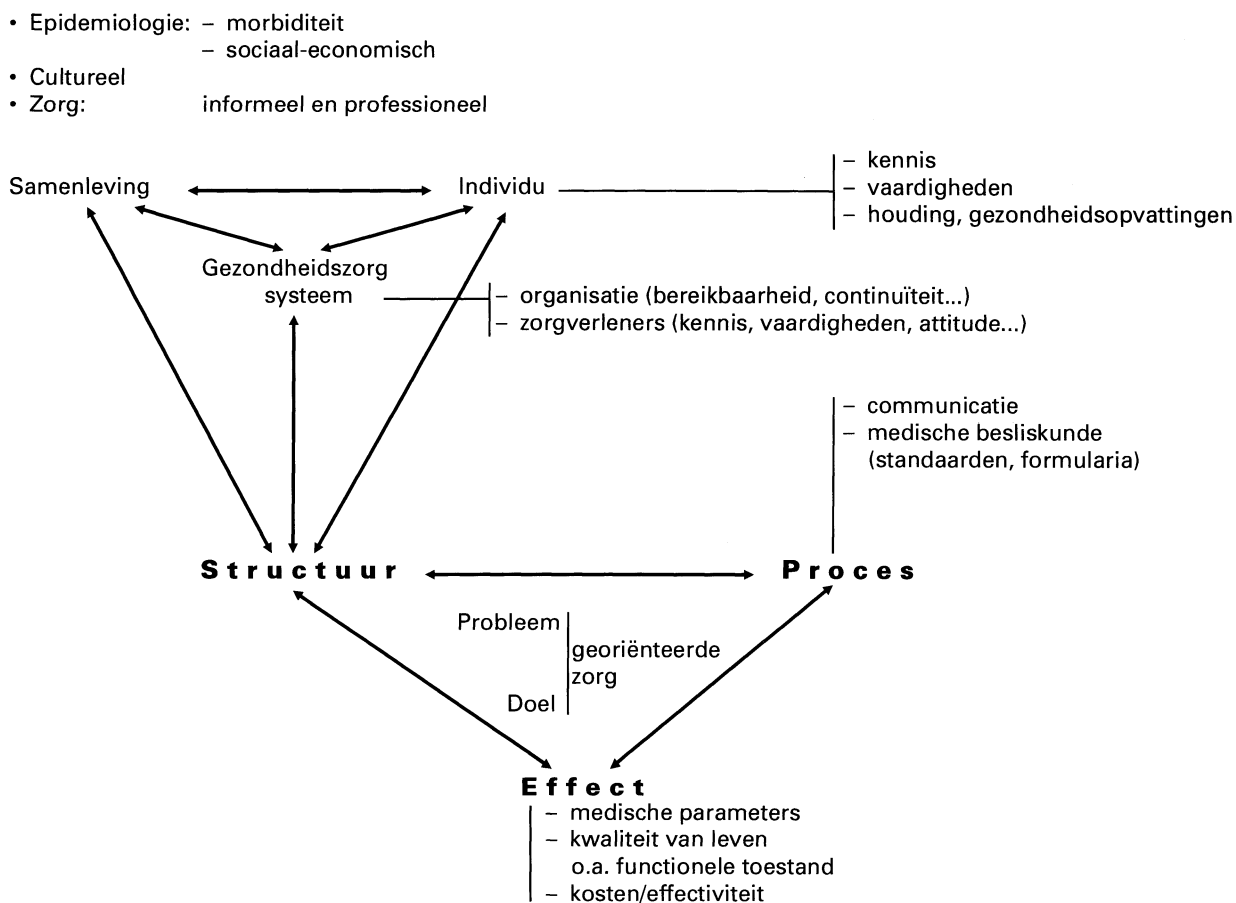 • Epidemiologie: – morbiditeit
– sociaal-economisch
• Cultureel
• Zorg: informeel en professioneel
Samenleving
Individu
– kennis
– vaardigheden
– houding, gezondheidsopvattingen
Gezondheidszorg
systeem
– organisatie (bereikbaarheid, continuïteit...)
– zorgverleners (kennis, vaardigheden, attitude...)
– communicatie
– medische besliskunde
(standaarden, formularia)
Structuur
Proces
Probleem
georiënteerde
zorg
Doel
Effect
– medische parameters
– kwaliteit van leven
o.a. functionele toestand
– kosten/effectiviteit